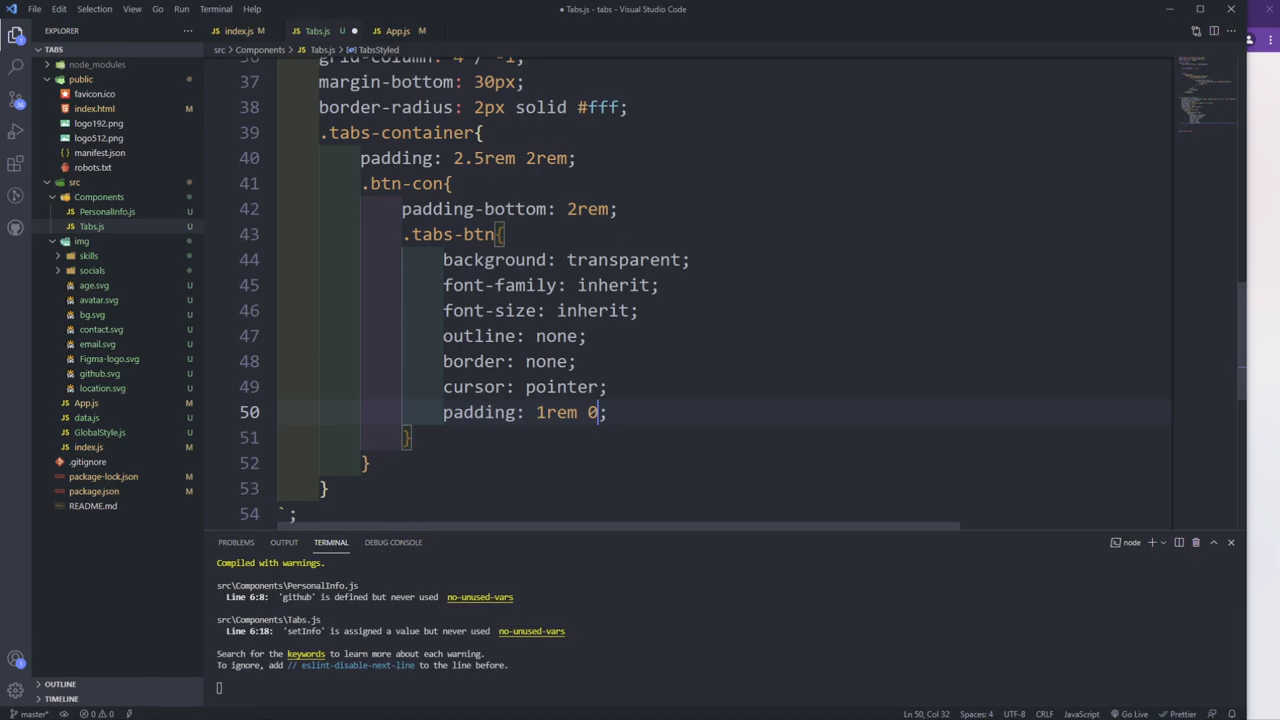 File Edit Selection View Go Run Terminal Help
● Tabs.js - tabs - Visual Studio Code
EXPLORER ···
TABS
node_modules
public
favicon.ico
index.html M
logo192.png
logo512.png
manifest.json
robots.txt
src
Components
PersonalInfo.js U
Tabs.js U
img
skills U
socials U
age.svg U
avatar.svg U
bg.svg U
contact.svg U
email.svg U
Figma-logo.svg U
github.svg U
location.svg U
App.js M
data.js U
GlobalStyle.js U
index.js M
.gitignore
package-lock.json M
package.json M
README.md
OUTLINE
TIMELINE
index.js M Tabs.js U ● App.js M
src > Components > Tabs.js > TabsStyled
36 grid-column: 4 / -1;
37 margin-bottom: 30px;
38 border-radius: 2px solid #fff;
39 .tabs-container{
40 padding: 2.5rem 2rem;
41 .btn-con{
42 padding-bottom: 2rem;
43 .tabs-btn{
44 background: transparent;
45 font-family: inherit;
46 font-size: inherit;
47 outline: none;
48 border: none;
49 cursor: pointer;
50 padding: 1rem 0;
51 }
52 }
53 }
54 `;
PROBLEMS OUTPUT TERMINAL DEBUG CONSOLE
node
Compiled with warnings.
src\Components\PersonalInfo.js
Line 6:8: 'github' is defined but never used no-unused-vars
src\Components\Tabs.js
Line 6:18: 'setInfo' is assigned a value but never used no-unused-vars
Search for the keywords to learn more about each warning.
To ignore, add // eslint-disable-next-line to the line before.
master* 0 0 Ln 50, Col 32 Spaces: 4 UTF-8 CRLF JavaScript Go Live Prettier